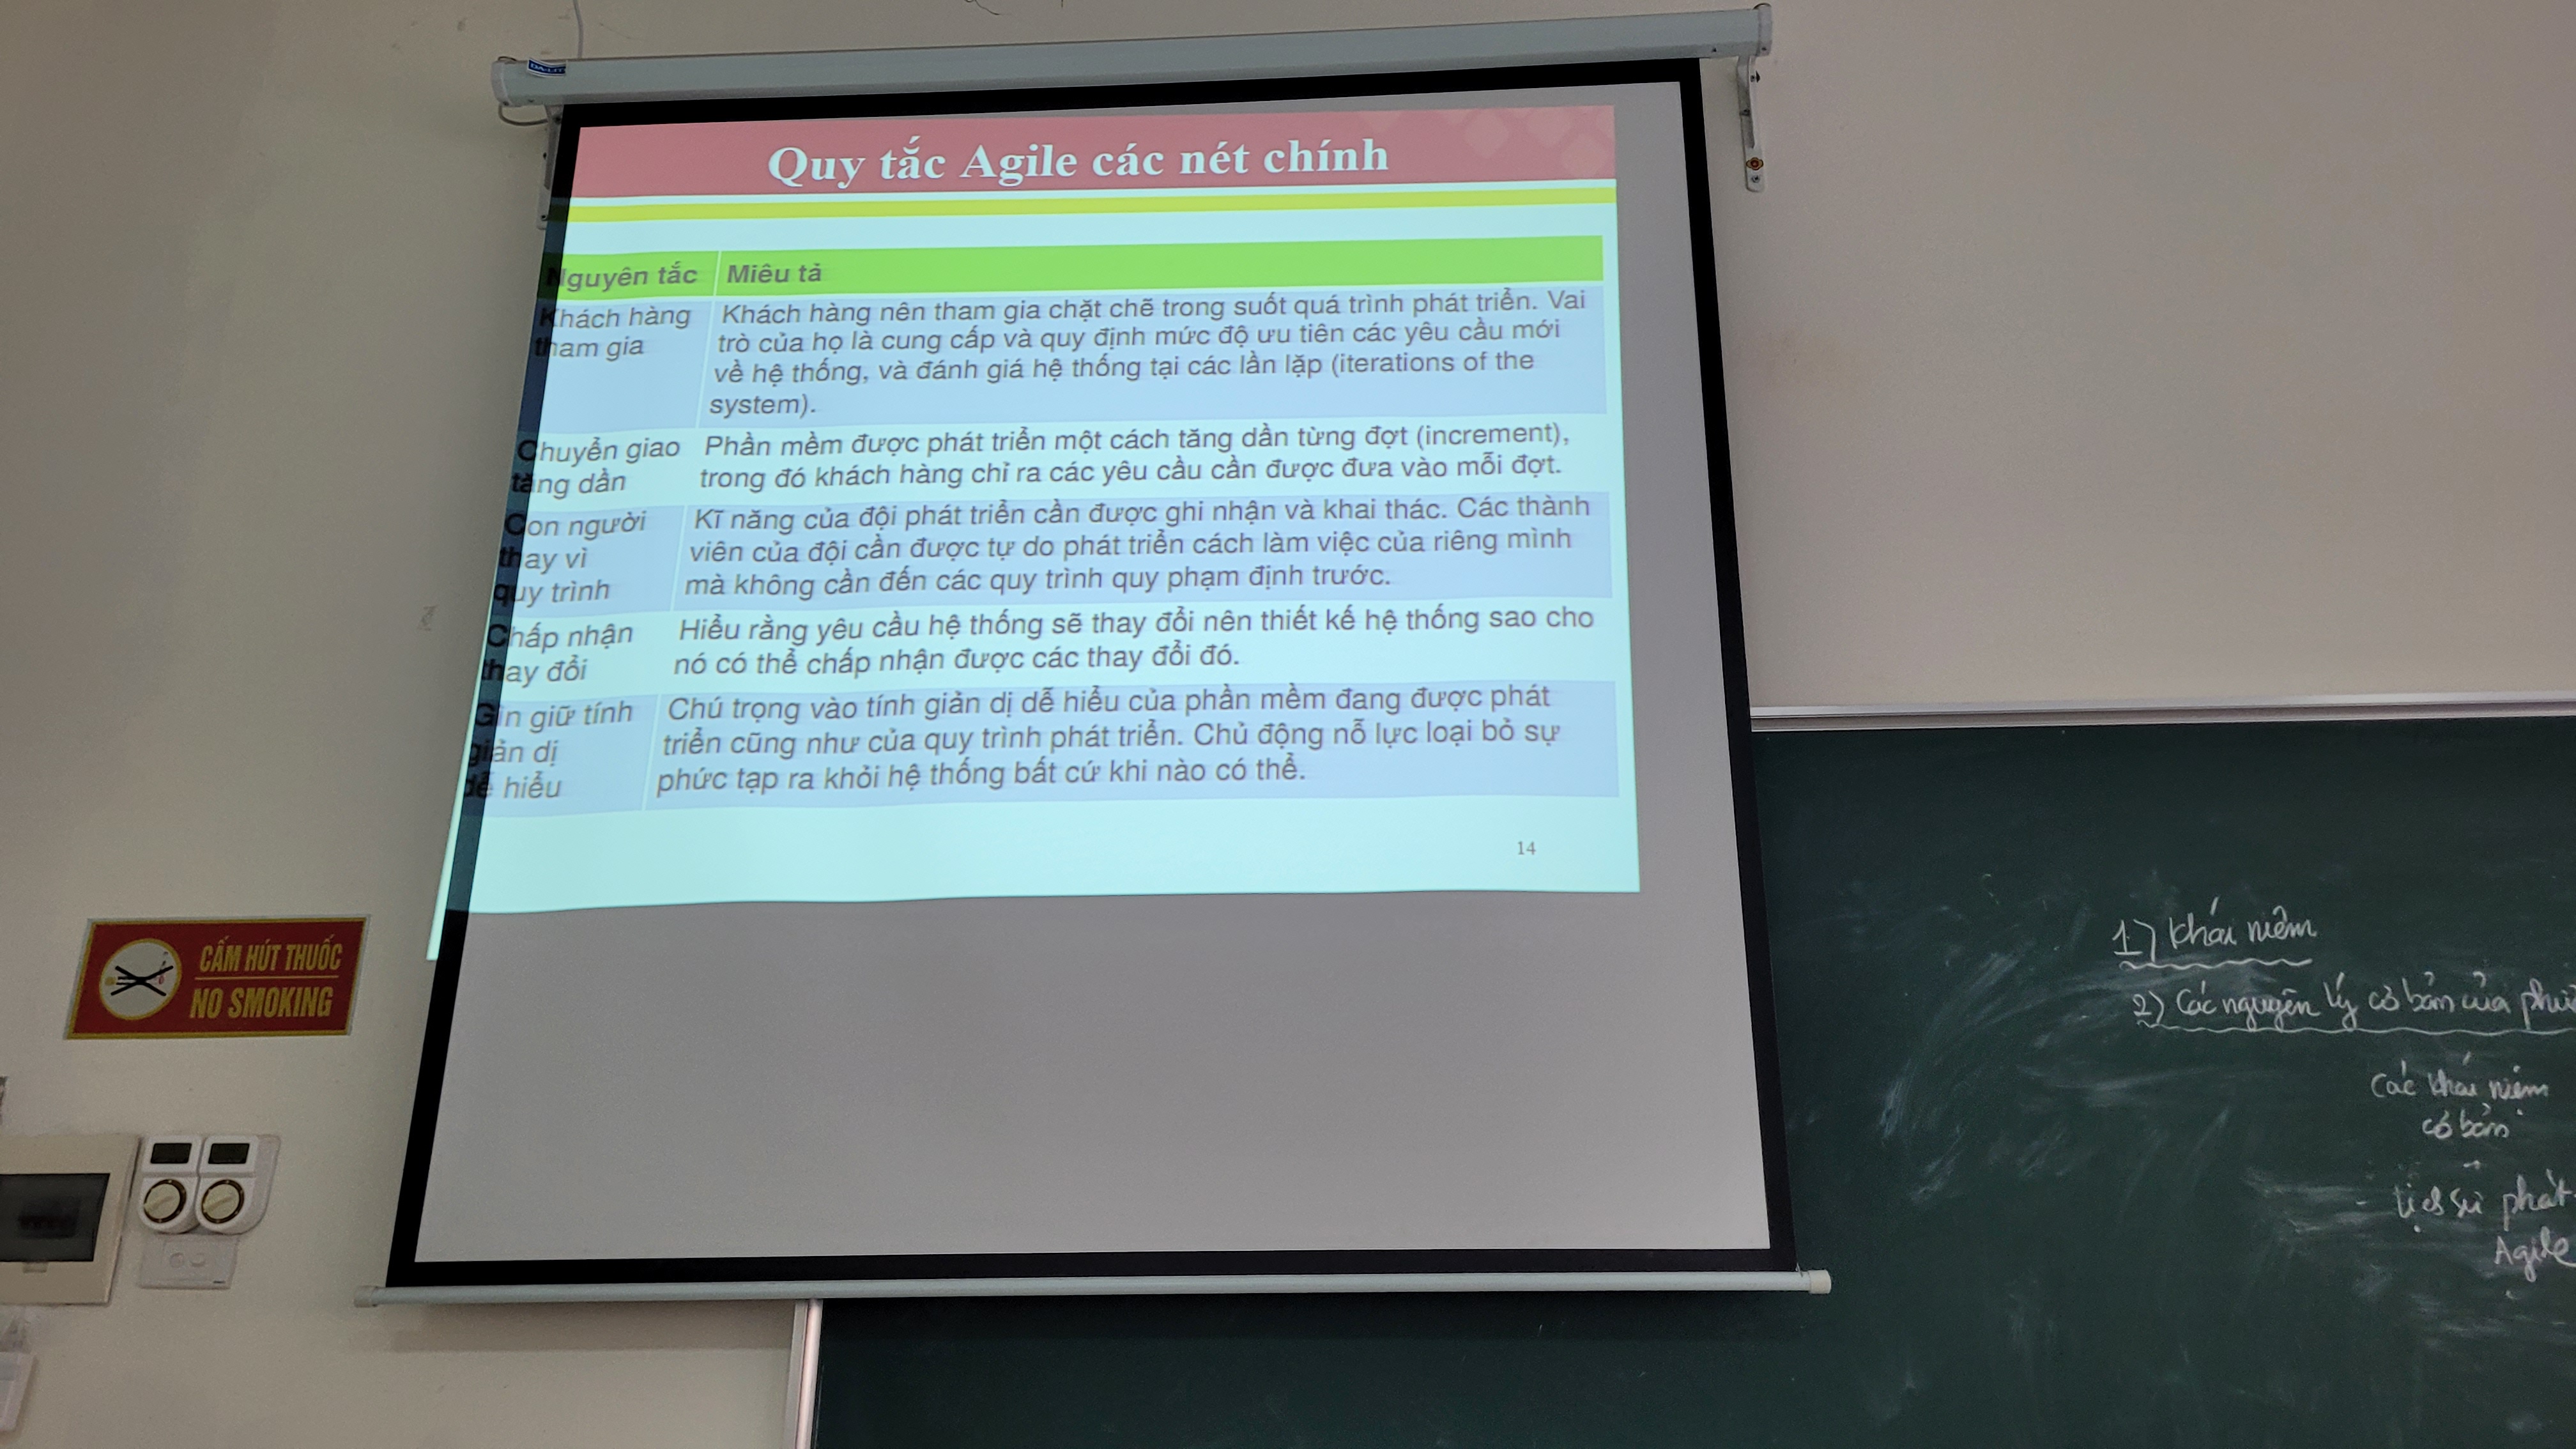 Quy tắc Agile các nét chính
Nguyên tắc
Miêu tả
Khách hàng
tham gia
Khách hàng nên tham gia chặt chẽ trong suốt quá trình phát triển. Vai
trò của họ là cung cấp và quy định mức độ ưu tiên các yêu cầu mới
về hệ thống, và đánh giá hệ thống tại các lần lặp (iterations of the
system).
Chuyển giao
tăng dần
Phần mềm được phát triển một cách tăng dần từng đợt (increment),
trong đó khách hàng chỉ ra các yêu cầu cần được đưa vào mỗi đợt.
Con người
thay vì
quy trình
Kĩ năng của đội phát triển cần được ghi nhận và khai thác. Các thành
viên của đội cần được tự do phát triển cách làm việc của riêng mình
mà không cần đến các quy trình quy phạm định trước.
Chấp nhận
thay đổi
Hiểu rằng yêu cầu hệ thống sẽ thay đổi nên thiết kế hệ thống sao cho
nó có thể chấp nhận được các thay đổi đó.
Gìn giữ tính
giản dị
dễ hiểu
Chú trọng vào tính giản dị dễ hiểu của phần mềm đang được phát
triển cũng như của quy trình phát triển. Chủ động nỗ lực loại bỏ sự
phức tạp ra khỏi hệ thống bất cứ khi nào có thể.
14
CẤM HÚT THUỐC
NO SMOKING
1) Khái niệm
2) Các nguyên lý cơ bản của
Các khái niệm
cơ bản
- phát
Agile